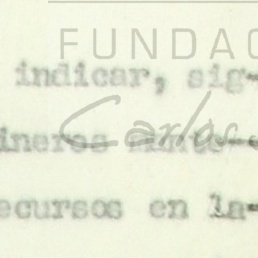 FUNDAC
indicar, sig-
Carlos
ineros
ecursos en la